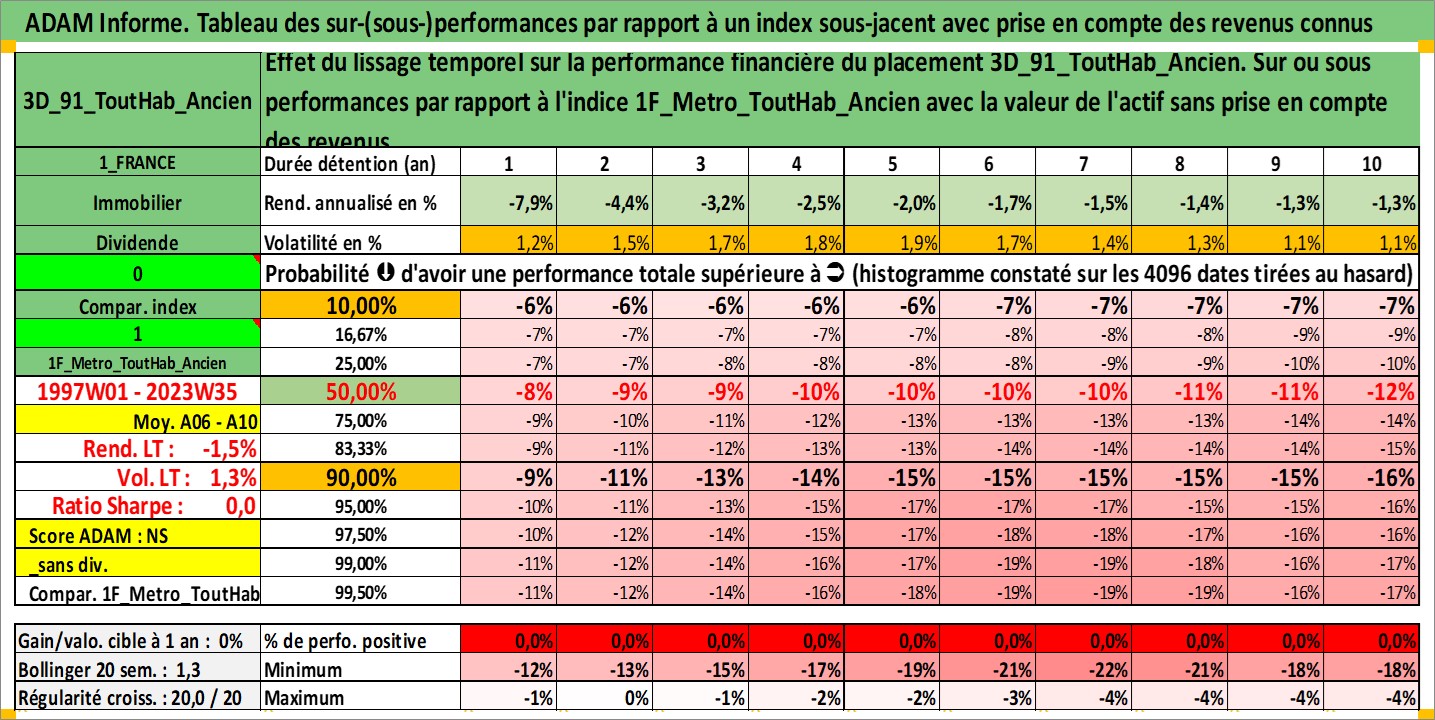 ADAM Informe. Tableau des sur-(sous-)performances par rapport à un index sous-jacent avec prise en compte des revenus connus
3D_91_ToutHab_Ancien
Effet du lissage temporel sur la performance financière du placement 3D_91_ToutHab_Ancien. Sur ou sous
performances par rapport à l'indice 1F_Metro_ToutHab_Ancien avec la valeur de l'actif sans prise en compte
des revenus
1_FRANCE Durée détention (an) 1 2 3 4 5 6 7 8 9 10
Immobilier Rend. annualisé en % -7,9% -4,4% -3,2% -2,5% -2,0% -1,7% -1,5% -1,4% -1,3% -1,3%
Dividende Volatilité en % 1,2% 1,5% 1,7% 1,8% 1,9% 1,7% 1,4% 1,3% 1,1% 1,1%
0 Probabilité d'avoir une performance totale supérieure à (histogramme constaté sur les 4096 dates tirées au hasard)
Compar. index 10,00% -6% -6% -6% -6% -6% -7% -7% -7% -7% -7%
1 16,67% -7% -7% -7% -7% -7% -8% -8% -8% -9% -9%
1F_Metro_ToutHab_Ancien 25,00% -7% -7% -8% -8% -8% -8% -9% -9% -10% -10%
1997W01 - 2023W35 50,00% -8% -9% -9% -10% -10% -10% -10% -11% -11% -12%
Moy. A06 - A10 75,00% -9% -10% -11% -12% -13% -13% -13% -13% -14% -14%
Rend. LT : -1,5% 83,33% -9% -11% -12% -13% -13% -14% -14% -14% -14% -15%
Vol. LT : 1,3% 90,00% -9% -11% -13% -14% -15% -15% -15% -15% -15% -16%
Ratio Sharpe : 0,0 95,00% -10% -11% -13% -15% -17% -17% -17% -15% -15% -16%
Score ADAM : NS 97,50% -10% -12% -14% -15% -17% -18% -18% -17% -16% -16%
_sans div. 99,00% -11% -12% -14% -16% -17% -19% -19% -18% -16% -17%
Compar. 1F_Metro_ToutHab 99,50% -11% -12% -14% -16% -18% -19% -19% -19% -16% -17%
Gain/valo. cible à 1 an : 0% % de perfo. positive 0,0% 0,0% 0,0% 0,0% 0,0% 0,0% 0,0% 0,0% 0,0% 0,0%
Bollinger 20 sem. : 1,3 Minimum -12% -13% -15% -17% -19% -21% -22% -21% -18% -18%
Régularité croiss. : 20,0 / 20 Maximum -1% 0% -1% -2% -2% -3% -4% -4% -4% -4%